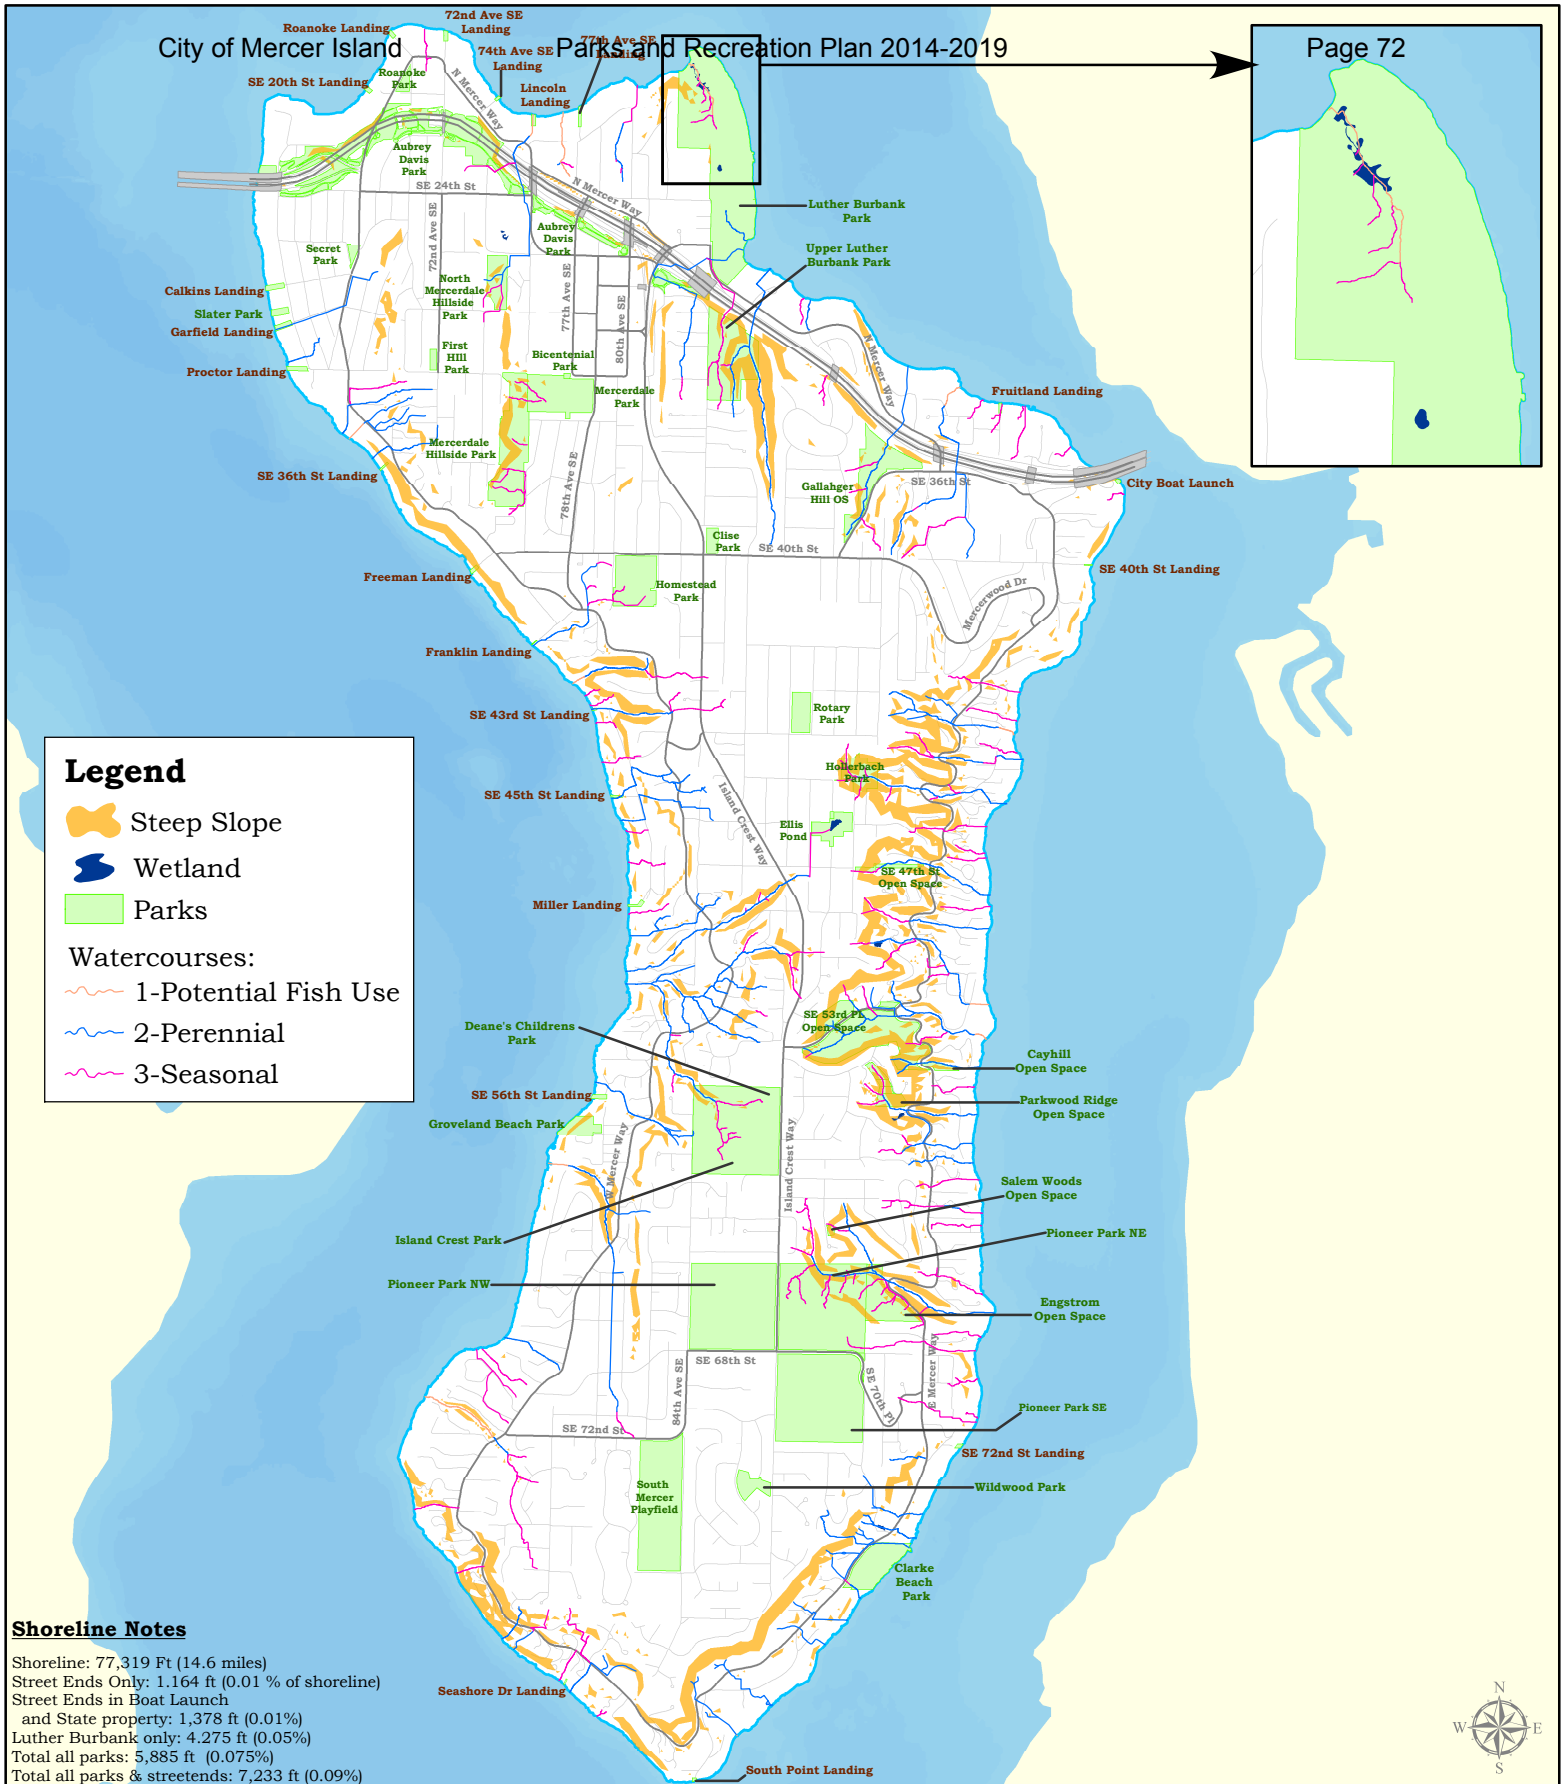 City of Mercer Island
Parks and Recreation Plan 2014-2019
Page 72
Roanoke Landing
72nd Ave SE
Landing
74th Ave SE
Landing
77th Ave SE
Landing
SE 20th St Landing
Roanoke
Park
N Mercer Way
Lincoln
Landing
Aubrey
Davis
Park
SE 24th St
N Mercer Way
Luther Burbank
Park
Aubrey
Davis
Park
Upper Luther
Burbank Park
Secret
Park
72nd Ave SE
North
Mercerdale
Hillside
Park
77th Ave SE
80th Ave SE
Calkins Landing
Slater Park
Garfield Landing
Proctor Landing
First
HIll
Park
Bicentenial
Park
Mercerdale
Park
N Mercer Way
Fruitland Landing
Mercerdale
Hillside Park
SE 36th St Landing
78th Ave SE
Gallahger
Hill OS
SE 36th St
City Boat Launch
Clise
Park
SE 40th St
Freeman Landing
Homestead
Park
SE 40th St Landing
Mercerwood Dr
Franklin Landing
SE 43rd St Landing
Rotary
Park
Hollerbach
Park
SE 45th St Landing
Island Crest Way
Ellis
Pond
SE 47th St
Open Space
Miller Landing
Legend
Steep Slope
Wetland
Parks
Watercourses:
1-Potential Fish Use
2-Perennial
3-Seasonal
Deane's Childrens
Park
SE 53rd PL
Open Space
Cayhill
Open Space
SE 56th St Landing
Groveland Beach Park
Parkwood Ridge
Open Space
W Mercer Way
Island Crest Way
Salem Woods
Open Space
Island Crest Park
Pioneer Park NE
Pioneer Park NW
Engstrom
Open Space
SE 68th St
84th Ave SE
SE 70th Pl
E Mercer Way
SE 72nd St
Pioneer Park SE
SE 72nd St Landing
South
Mercer
Playfield
Wildwood Park
Clarke
Beach
Park
Seashore Dr Landing
South Point Landing
Shoreline Notes
Shoreline: 77,319 Ft (14.6 miles)
Street Ends Only: 1.164 ft (0.01 % of shoreline)
Street Ends in Boat Launch
and State property: 1,378 ft (0.01%)
Luther Burbank only: 4.275 ft (0.05%)
Total all parks: 5,885 ft  (0.075%)
Total all parks & streetends: 7,233 ft (0.09%)
N
W
E
S